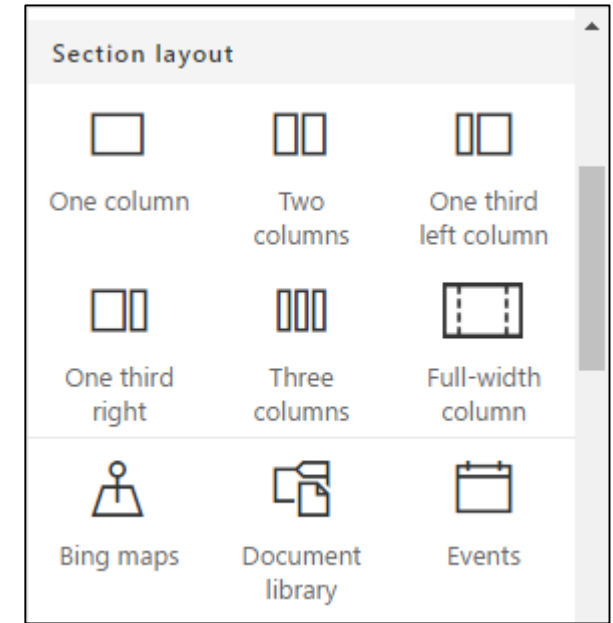 Section layout
One column
Two
columns
One third
left column
One third
right
Three
columns
Full-width
column
Bing maps
Document
library
Events